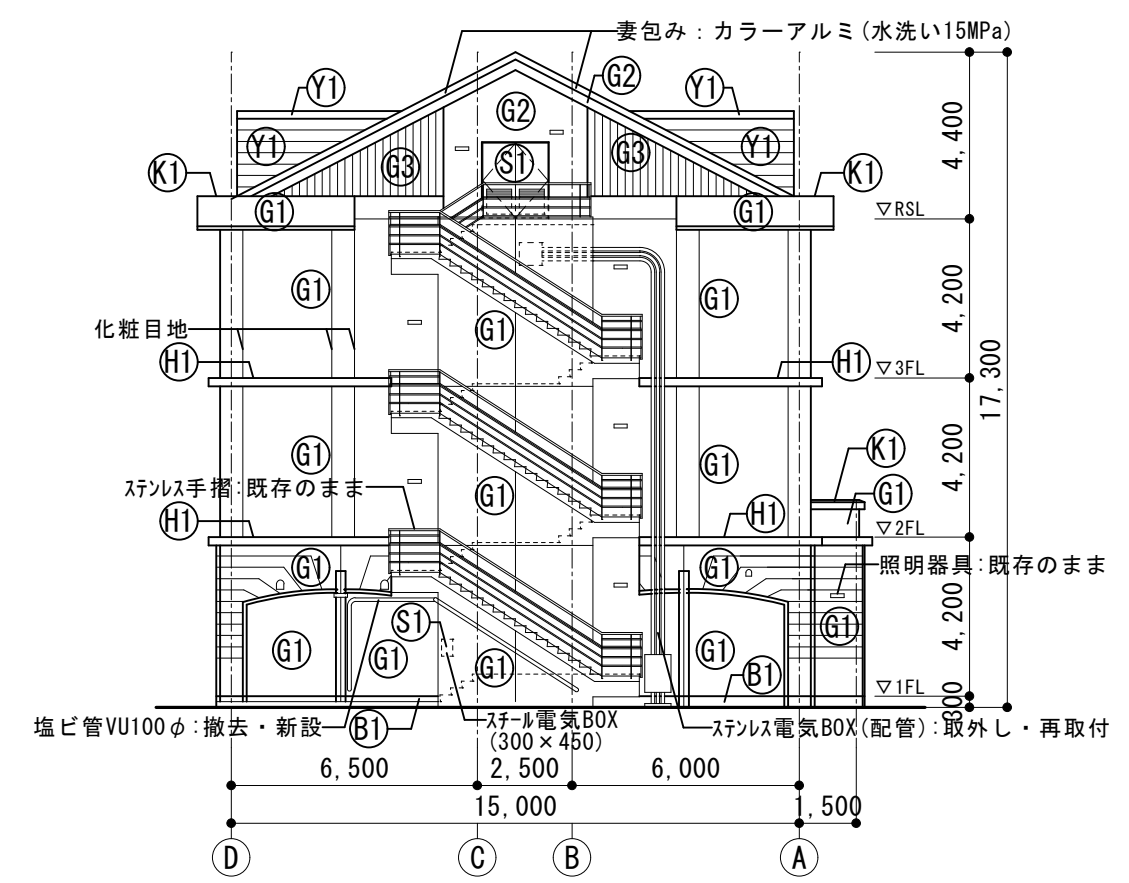 妻包み：カラーアルミ(水洗い15MPa)
G2
Y1
Y1
G2
Y1
Y1
G3
S1
G3
4,400
K1
K1
G1
G1
▽RSL
G1
G1
4,200
化粧目地
G1
H1
H1
▽3FL
17,300
G1
G1
K1
4,200
ステンレス手摺:既存のまま
G1
G1
H1
H1
▽2FL
G1
G1
照明器具:既存のまま
4,200
S1
G1
G1
G1
G1
G1
G1
B1
▽1FL
300
塩ビ管VU100φ:撤去・新設
B1
スチール電気BOX
(300×450)
ステンレス電気BOX(配管):取外し・再取付
6,500
2,500
6,000
15,000
1,500
D
C
B
A